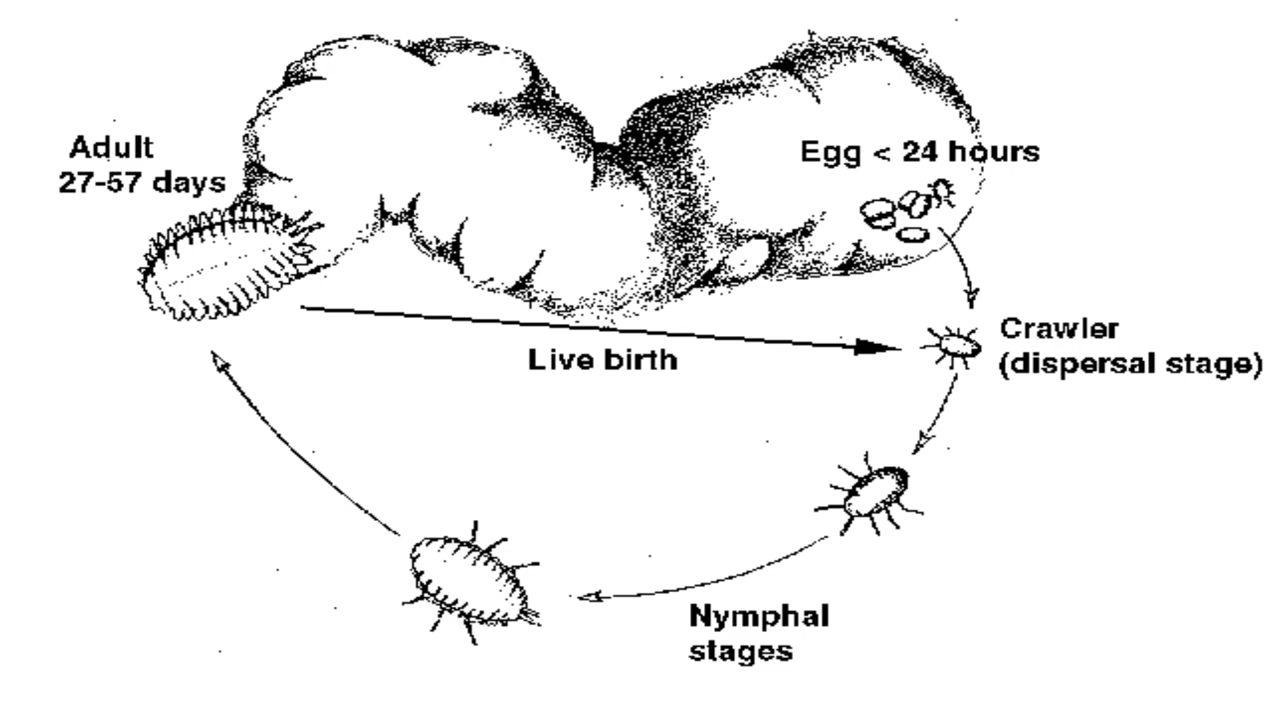 Adult
27-57 days
Egg < 24 hours
Crawler
(dispersal stage)
Live birth
Nymphal
stages